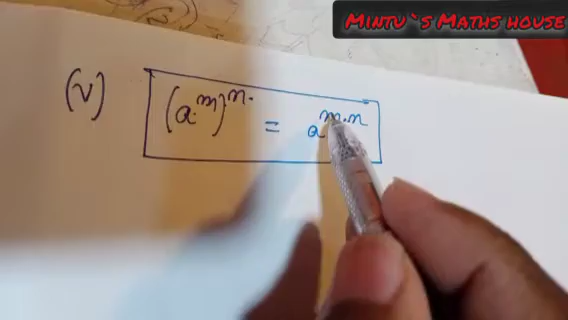 MINTU`S MATHS HOUSE
(V) (a^m)^n = a^m·n